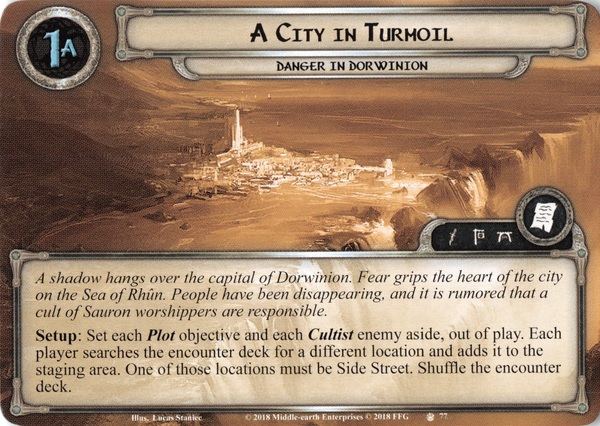 1A
A City in Turmoil
Danger in Dorwinion
A shadow hangs over the capital of Dorwinion. Fear grips the heart of the city
on the Sea of Rhûn. People have been disappearing, and it is rumored that a
cult of Sauron worshippers are responsible.
Setup: Set each Plot objective and each Cultist enemy aside, out of play. Each
player searches the encounter deck for a different location and adds it to the
staging area. One of those locations must be Side Street. Shuffle the encounter
deck.
Illus. Lucas Staniec © 2018 Middle-earth Enterprises © 2018 FFG 77